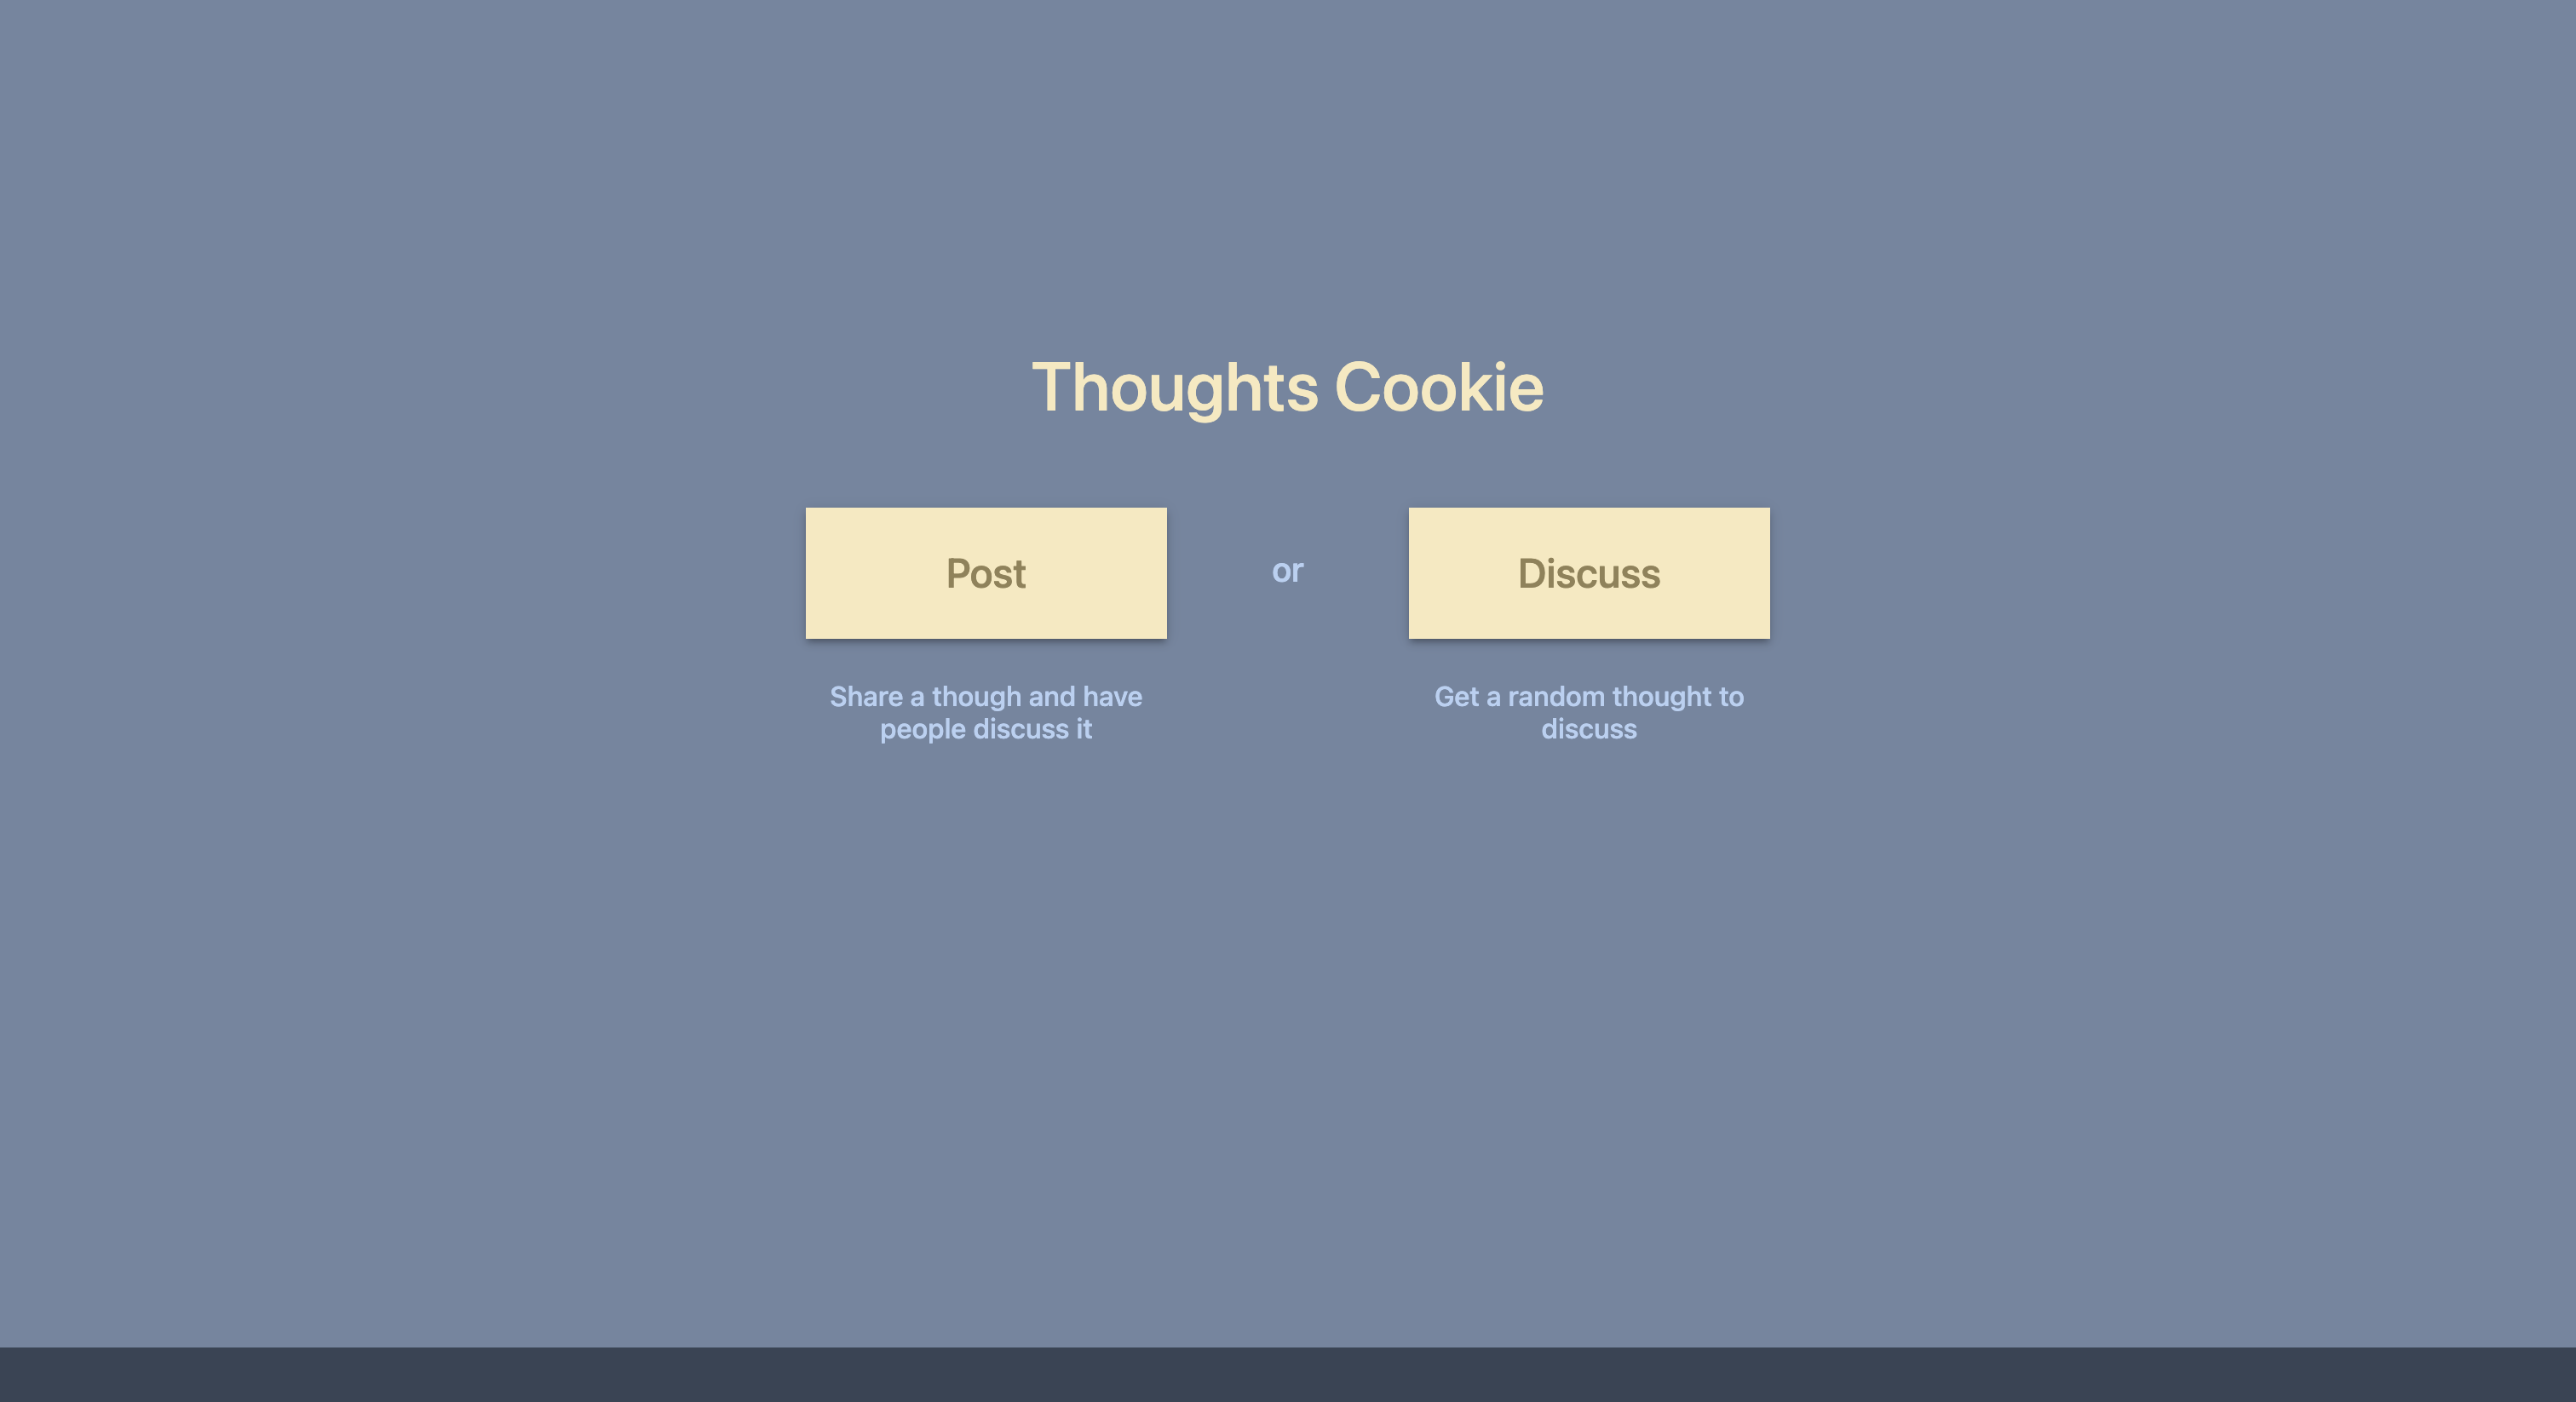 Thoughts Cookie
Post
or
Discuss
Share a though and have
people discuss it
Get a random thought to
discuss